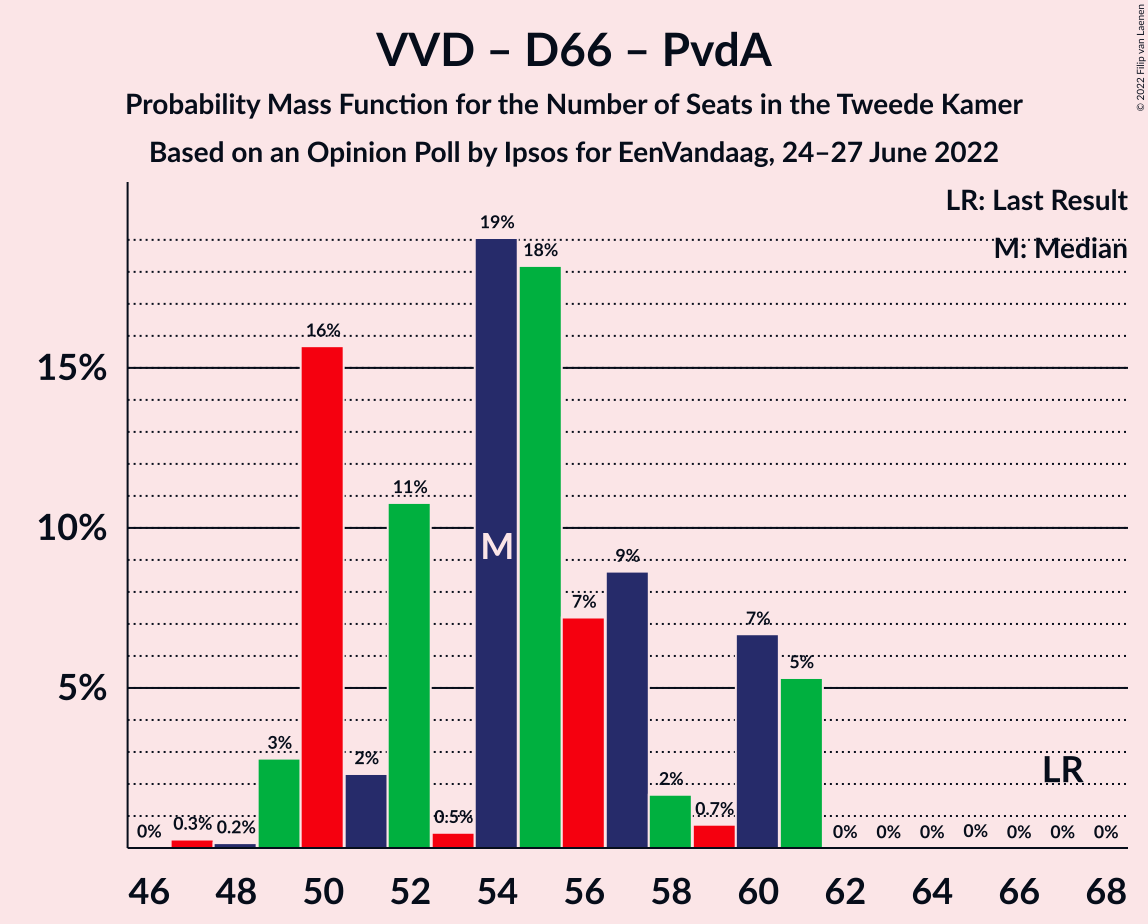 VVD – D66 – PvdA
Probability Mass Function for the Number of Seats in the Tweede Kamer
Based on an Opinion Poll by Ipsos for EenVandaag, 24–27 June 2022
© 2022 Filip van Laenen
LR: Last Result
M: Median
15%
10%
5%
0%
0.3%
0.2%
3%
16%
2%
11%
0.5%
19%
18%
7%
9%
2%
0.7%
7%
5%
0%
0%
0%
0%
0%
0%
0%
M
LR
46 48 50 52 54 56 58 60 62 64 66 68